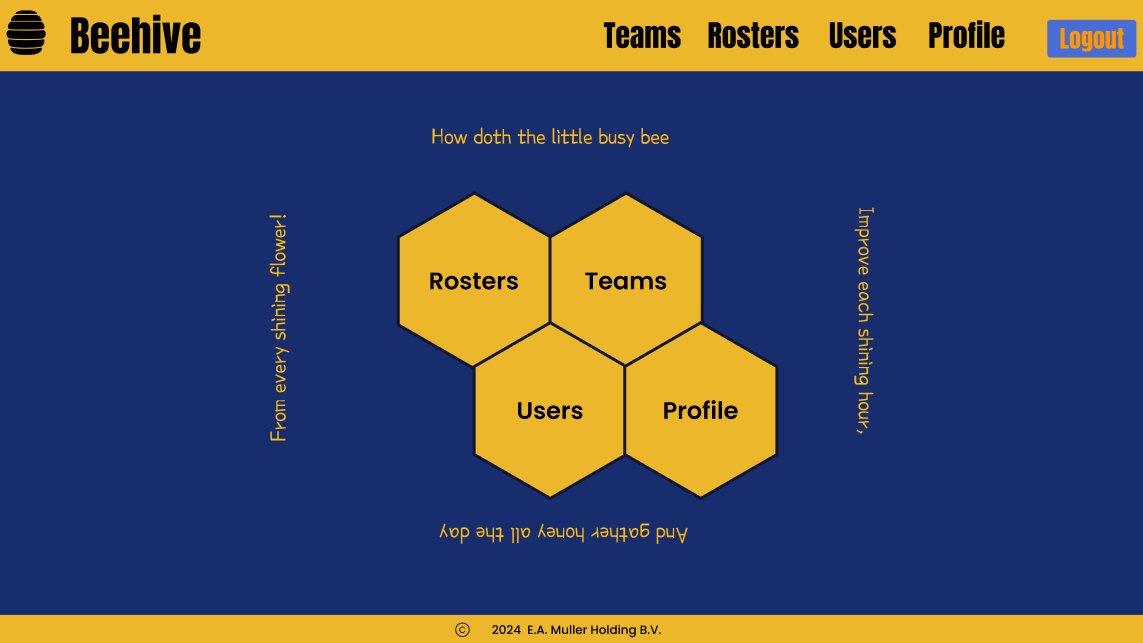 Beehive
Teams Rosters Users Profile Logout
How doth the little busy bee
Improve each shining hour,
And gather honey all the day
From every shining flower!
Rosters Teams
Users Profile
© 2024 E.A. Muller Holding B.V.